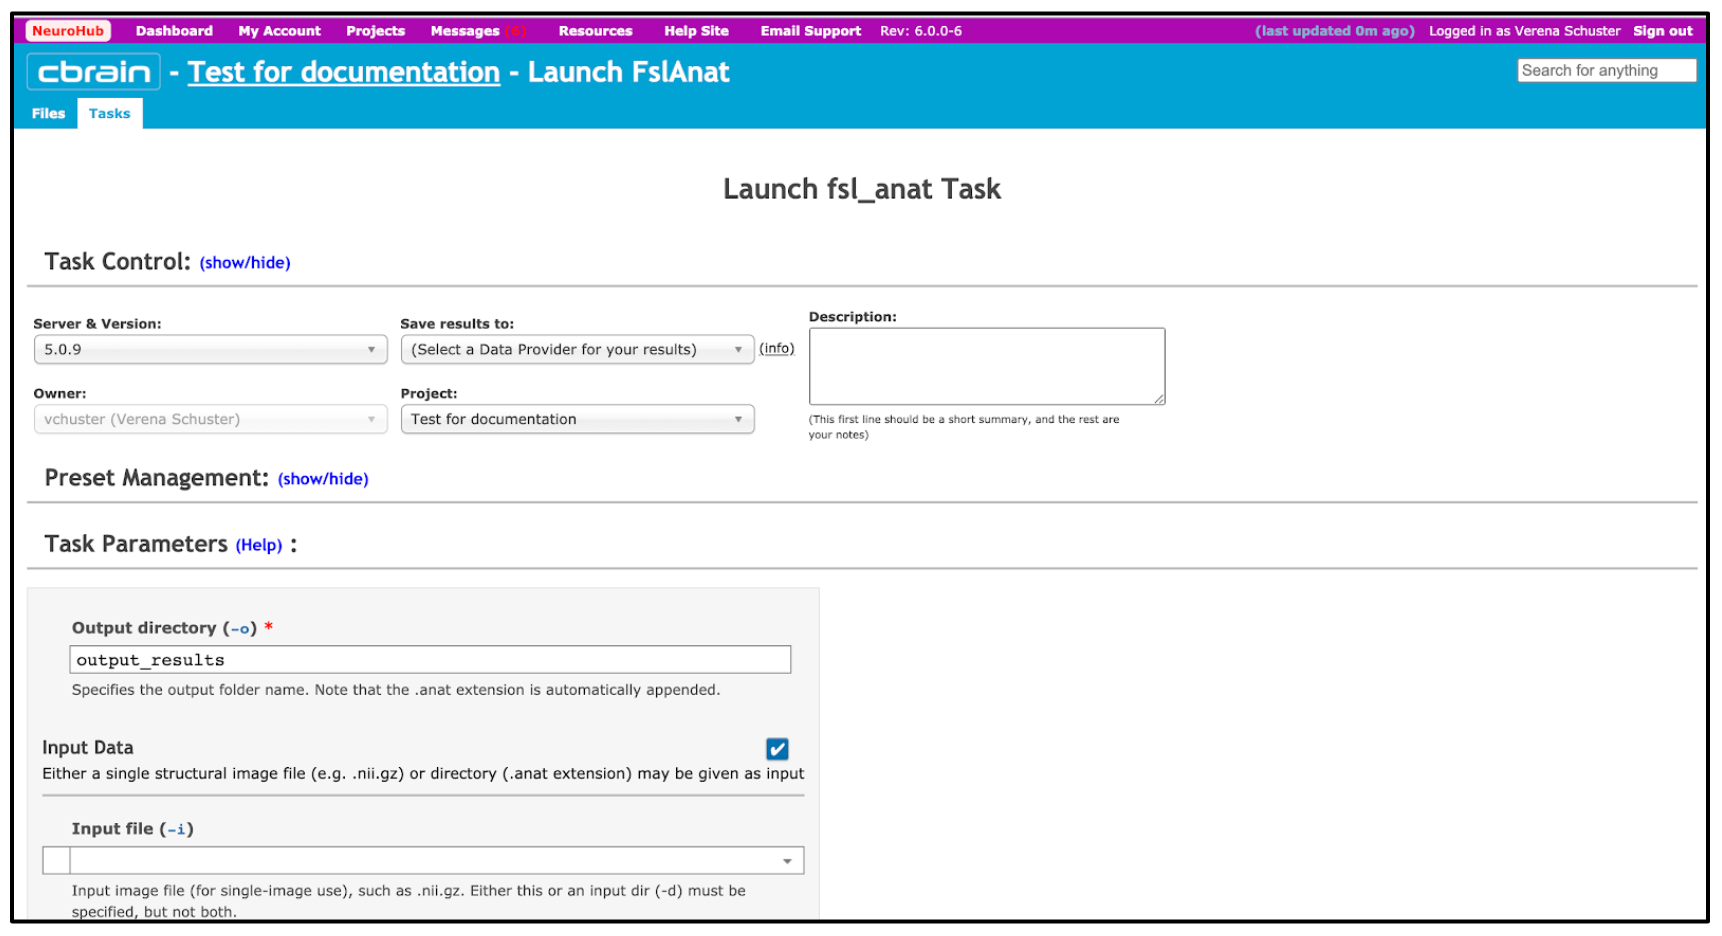 NeuroHub Dashboard My Account Projects Messages (6) Resources Help Site Email Support Rev: 6.0.0-6 (last updated 0m ago) Logged in as Verena Schuster Sign out
cbrain - Test for documentation - Launch FslAnat Search for anything
Files Tasks
Launch fsl_anat Task
Task Control: (show/hide)
Server & Version: Save results to: Description:
5.0.9 (Select a Data Provider for your results) (info)
Owner: Project:
vchuster (Verena Schuster) Test for documentation
(This first line should be a short summary, and the rest are
your notes)
Preset Management: (show/hide)
Task Parameters (Help) :
Output directory (-o) *
output_results
Specifies the output folder name. Note that the .anat extension is automatically appended.
Input Data
Either a single structural image file (e.g. .nii.gz) or directory (.anat extension) may be given as input
Input file (-i)
Input image file (for single-image use), such as .nii.gz. Either this or an input dir (-d) must be
specified, but not both.